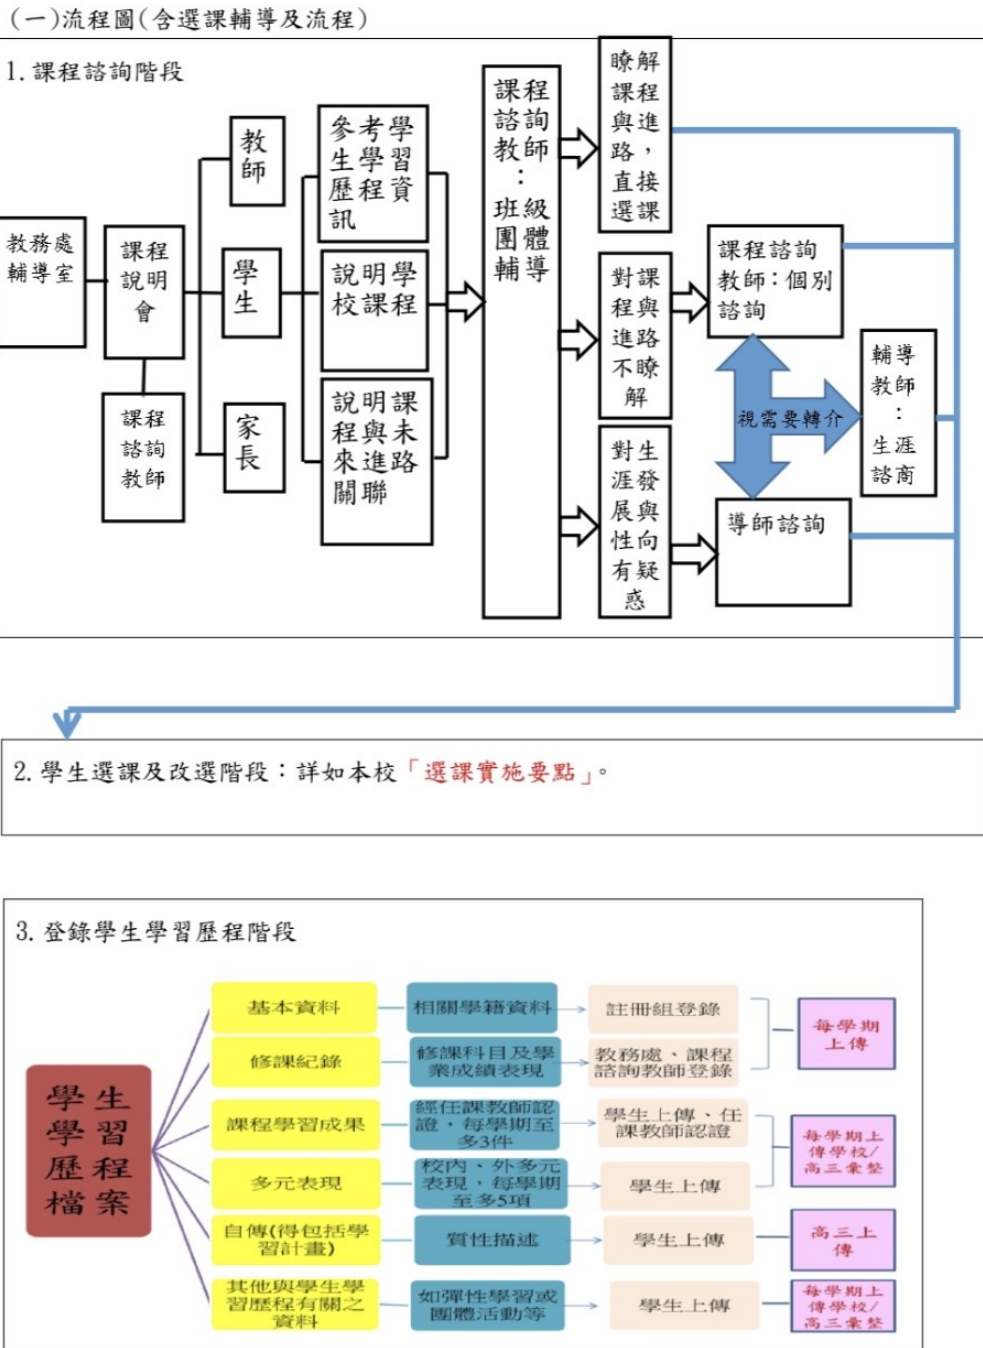 (一)流程圖(含選課輔導及流程)
1.課程諮詢階段
教務處
輔導室
課程
說明
會
課程
諮詢
教師
教
師
學
生
家
長
參考學
生學習
歷程資
訊
說明學
校課程
說明課
程與未
來進路
關聯
課程
諮詢
教師
：
班級
團體
輔導
瞭解
課程
與進
路，
直接
選課
對課
程與
進路
不瞭
解
對生
涯發
展與
性向
有疑
惑
課程諮詢
教師：個別
諮詢
視需要轉介
導師諮詢
輔導
教師
：
生涯
諮商
2.學生選課及改選階段：詳如本校「選課實施要點」。
3.登錄學生學習歷程階段
學生
學習
歷程
檔案
基本資料
相關學籍資料
註冊組登錄
每學期
上傳
修課紀錄
修課科目及學
業成績表現
教務處、課程
諮詢教師登錄
課程學習成果
經任課教師認
證，每學期至
多3件
學生上傳、任
課教師認證
每學期上
傳學校/
高三彙整
多元表現
校內、外多元
表現，每學期
至多5項
學生上傳
自傳(得包括學
習計畫)
質性描述
學生上傳
高三上
傳
其他與學生學
習歷程有關之
資料
如彈性學習或
團體活動等
學生上傳
每學期上
傳學校/
高三彙整